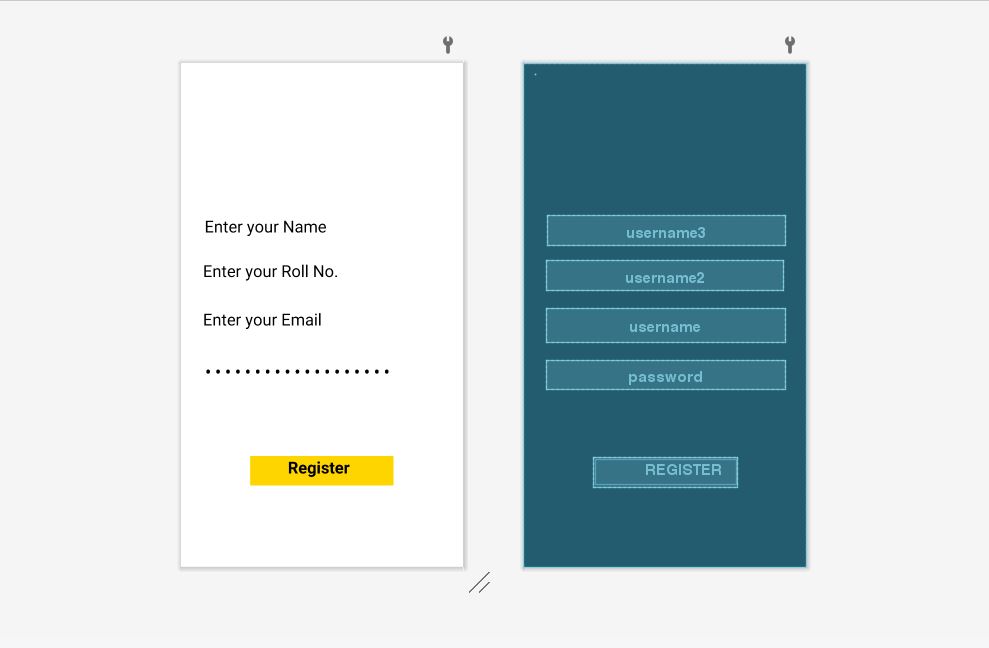 Enter your Name
Enter your Roll No.
Enter your Email
Register
username3
username2
username
password
REGISTER